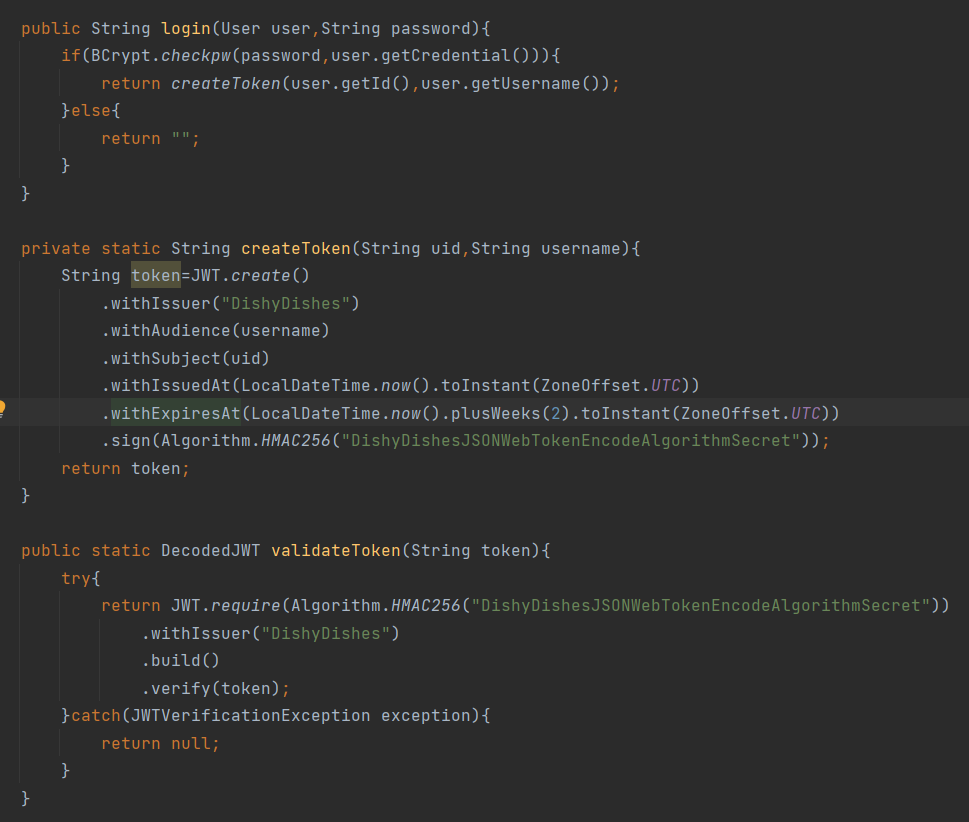 public String login(User user,String password){
    if(BCrypt.checkpw(password,user.getCredential())){
        return createToken(user.getId(),user.getUsername());
    }else{
        return "";
    }
}

private static String createToken(String uid,String username){
    String token=JWT.create()
        .withIssuer("DishyDishes")
        .withAudience(username)
        .withSubject(uid)
        .withIssuedAt(LocalDateTime.now().toInstant(ZoneOffset.UTC))
        .withExpiresAt(LocalDateTime.now().plusWeeks(2).toInstant(ZoneOffset.UTC))
        .sign(Algorithm.HMAC256("DishyDishesJSONWebTokenEncodeAlgorithmSecret"));
    return token;
}

public static DecodedJWT validateToken(String token){
    try{
        return JWT.require(Algorithm.HMAC256("DishyDishesJSONWebTokenEncodeAlgorithmSecret"))
            .withIssuer("DishyDishes")
            .build()
            .verify(token);
    }catch(JWTVerificationException exception){
        return null;
    }
}